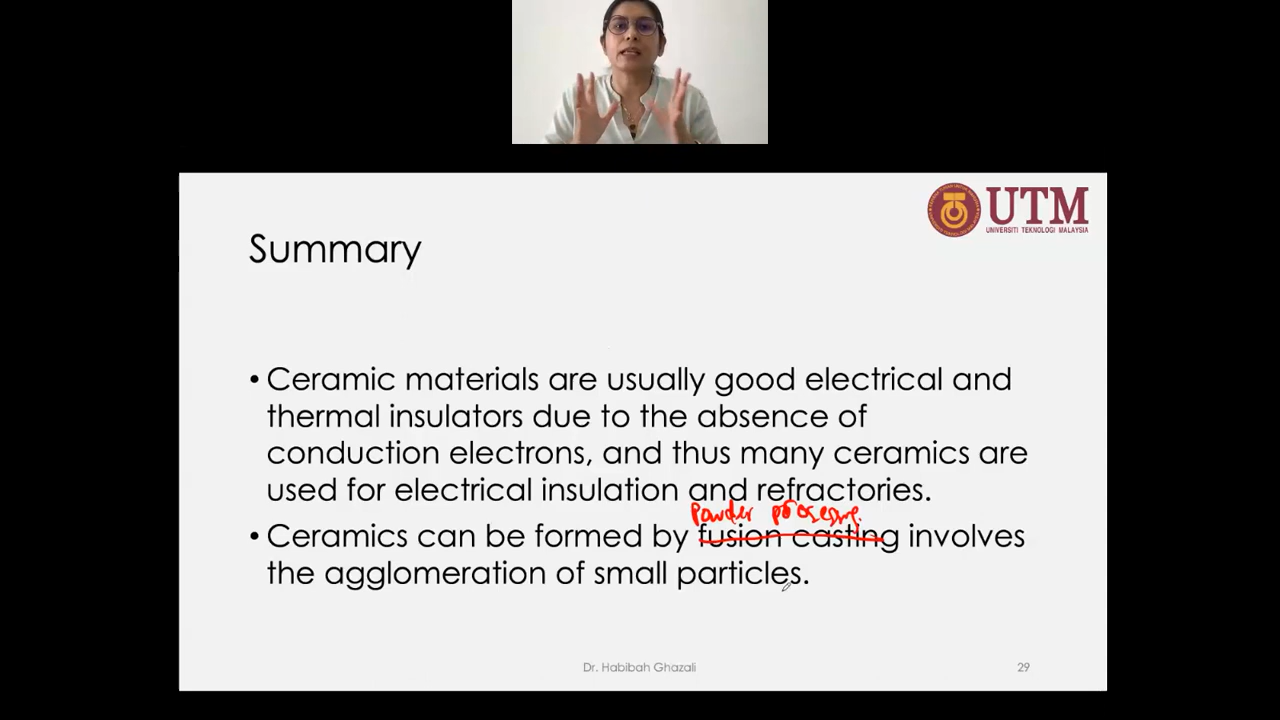 UTM
UNIVERSITI TEKNOLOGI MALAYSIA
Summary
• Ceramic materials are usually good electrical and
thermal insulators due to the absence of
conduction electrons, and thus many ceramics are
used for electrical insulation and refractories.
Powder
• Ceramics can be formed by fusion casting involves
the agglomeration of small particles.
Dr. Habibah Ghazali
29